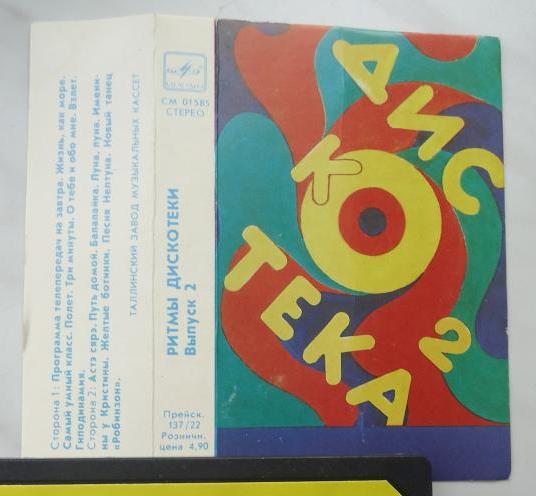 Сторона 1: Программа телепередач на завтра. Жизнь, как море.
Самый умный класс. Полет. Три минуты. О тебе и обо мне. Взлет.
Гиподинамия.
Сторона 2: Астэ сярэ. Путь домой. Балалайка. Луна, луна. Имени-
ны у Кристины. Желтые ботинки. Песня Нептуна. Новый танец
«Робинзон».
ТАЛЛИНСКИЙ ЗАВОД МУЗЫКАЛЬНЫХ КАССЕТ
МЕЛОДИЯ
СМ 01585
СТЕРЕО
РИТМЫ ДИСКОТЕКИ
Выпуск 2
Прейск.
137/22
Розничн.
цена 4,90
ДИС
КО
ТЕКА
2